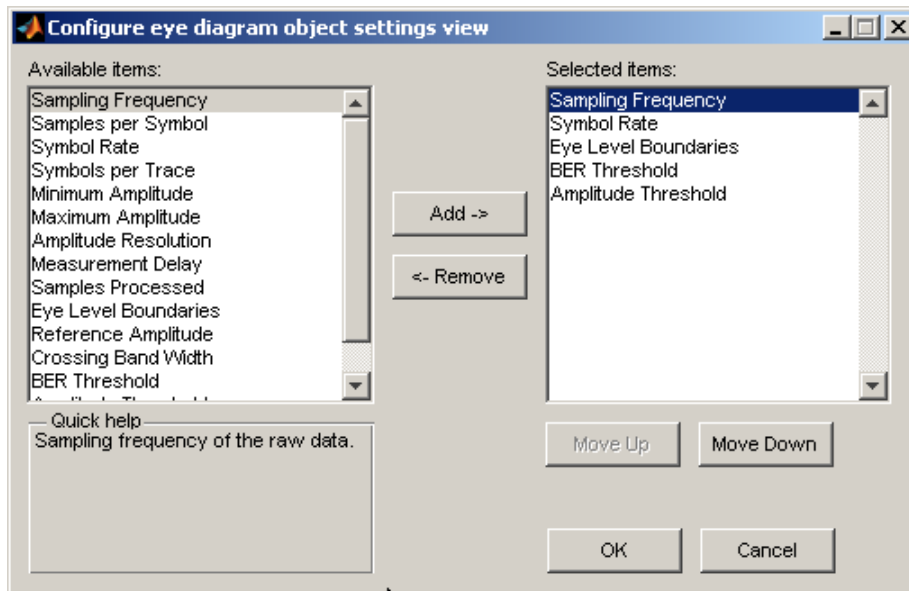 Configure eye diagram object settings view
Available items:
Sampling Frequency
Samples per Symbol
Symbol Rate
Symbols per Trace
Minimum Amplitude
Maximum Amplitude
Amplitude Resolution
Measurement Delay
Samples Processed
Eye Level Boundaries
Reference Amplitude
Crossing Band Width
BER Threshold
Add ->
<- Remove
Selected items:
Sampling Frequency
Symbol Rate
Eye Level Boundaries
BER Threshold
Amplitude Threshold
Quick help
Sampling frequency of the raw data.
Move Up
Move Down
OK
Cancel